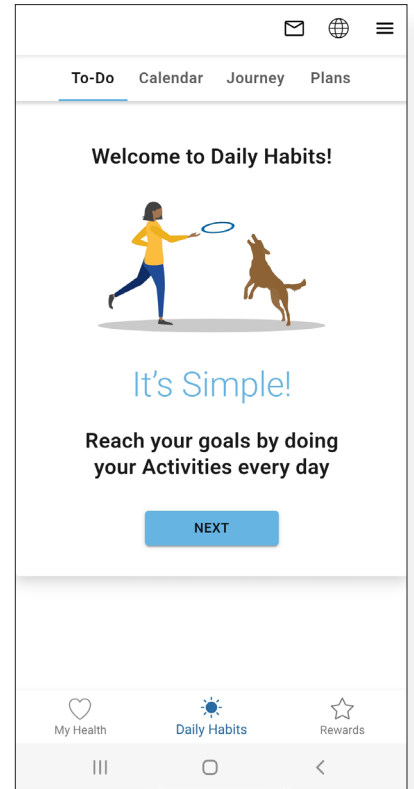 To-Do Calendar Journey Plans
Welcome to Daily Habits!
It's Simple!
Reach your goals by doing
your Activities every day
NEXT
My Health Daily Habits Rewards